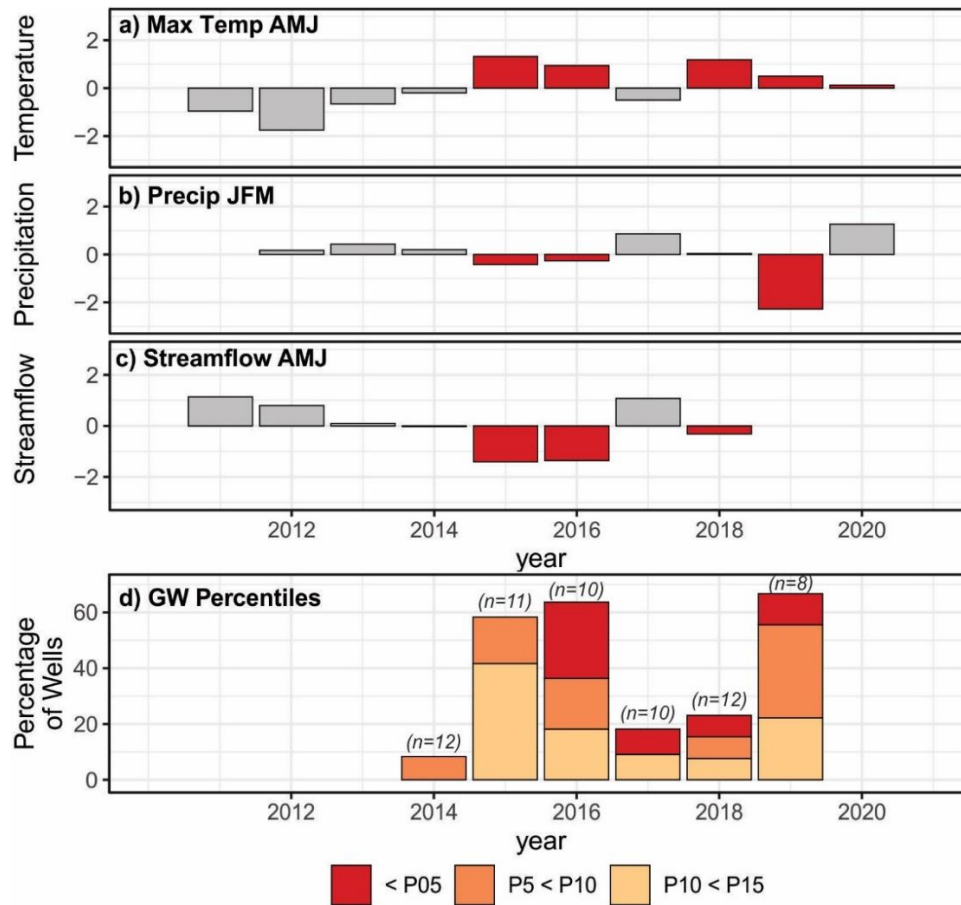 a) Max Temp AMJ
Temperature
2
0
−2
b) Precip JFM
Precipitation
2
0
−2
c) Streamflow AMJ
Streamflow
2
0
−2
2012 2014 2016 2018 2020
year
d) GW Percentiles
Percentage
of Wells
60
40
20
0
(n=12)
(n=11)
(n=10)
(n=10)
(n=12)
(n=8)
2012 2014 2016 2018 2020
year
< P05 P5 < P10 P10 < P15